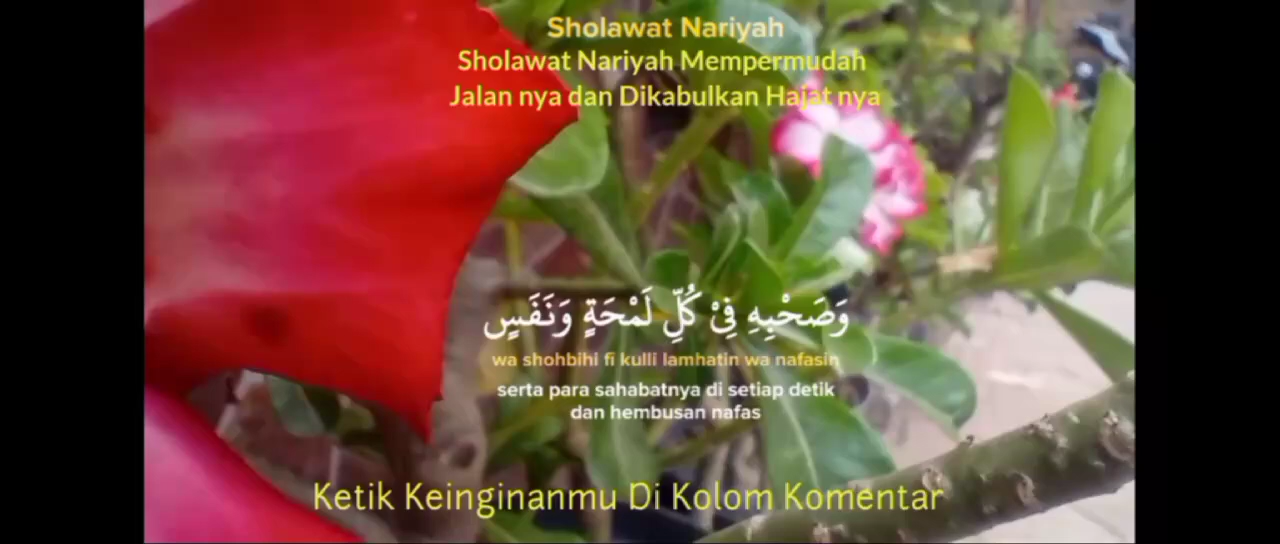 Sholawat Nariyah
Sholawat Nariyah Mempermudah
Jalan nya dan Dikabulkan Hajat nya
وَصَحْبِهِ فِيْ كُلِّ لَمْحَةٍ وَنَفَسٍ
wa shohbihi fi kulli lamhatin wa nafasin
serta para sahabatnya di setiap detik
dan hembusan nafas
Ketik Keinginanmu Di Kolom Komentar